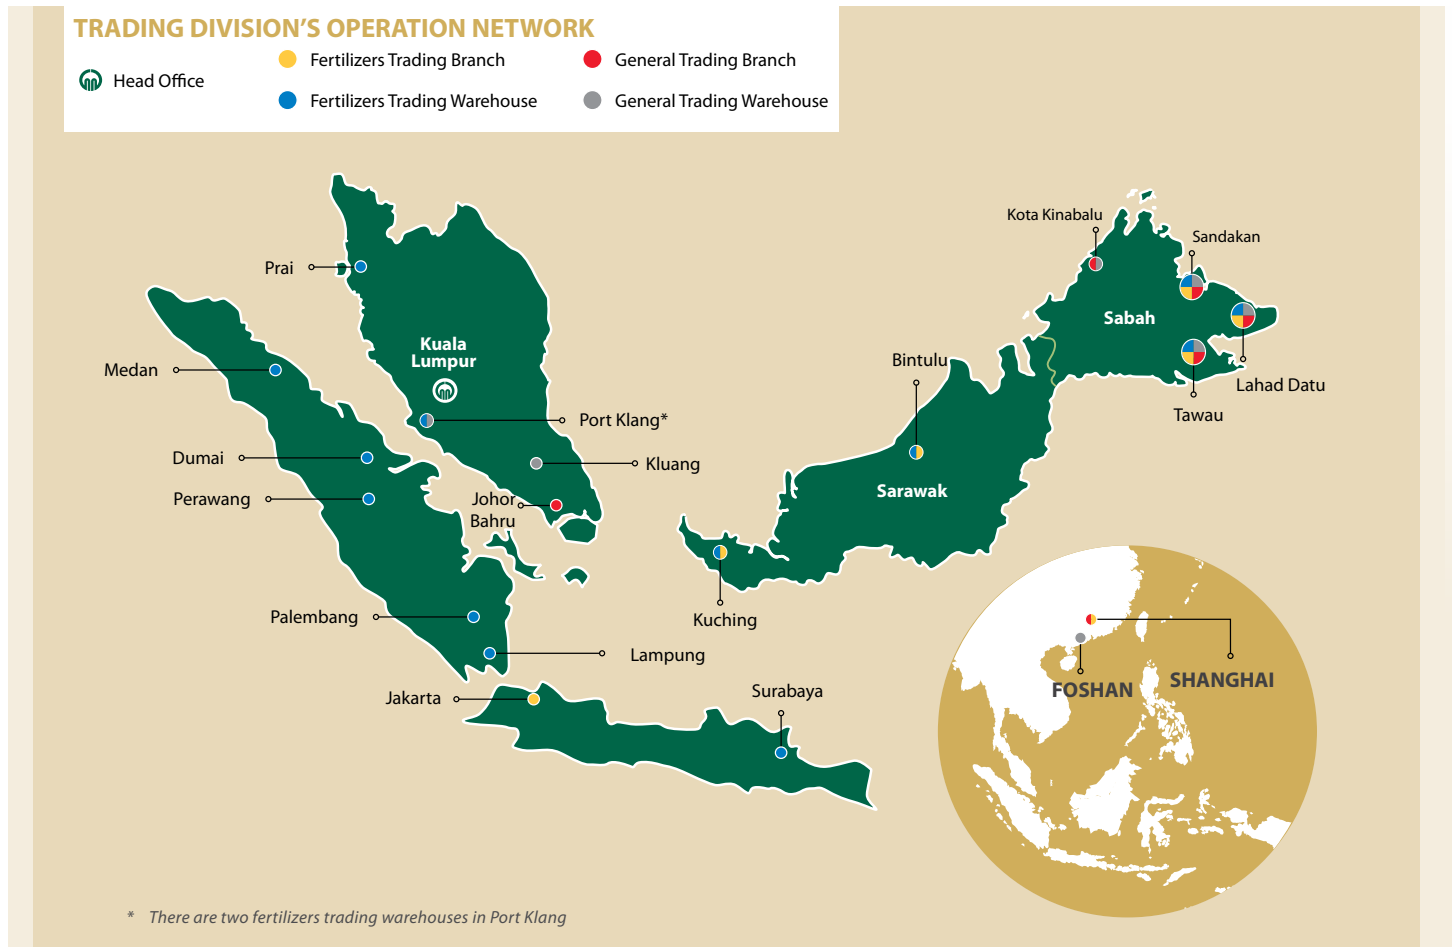 TRADING DIVISION'S OPERATION NETWORK
Head Office
Fertilizers Trading Branch
General Trading Branch
Fertilizers Trading Warehouse
General Trading Warehouse
Prai
Kuala
Lumpur
Medan
Port Klang*
Dumai
Kluang
Perawang
Johor
Bahru
Palembang
Lampung
Jakarta
Surabaya
Kota Kinabalu
Sandakan
Sabah
Bintulu
Lahad Datu
Tawau
Sarawak
Kuching
FOSHAN
SHANGHAI
* There are two fertilizers trading warehouses in Port Klang